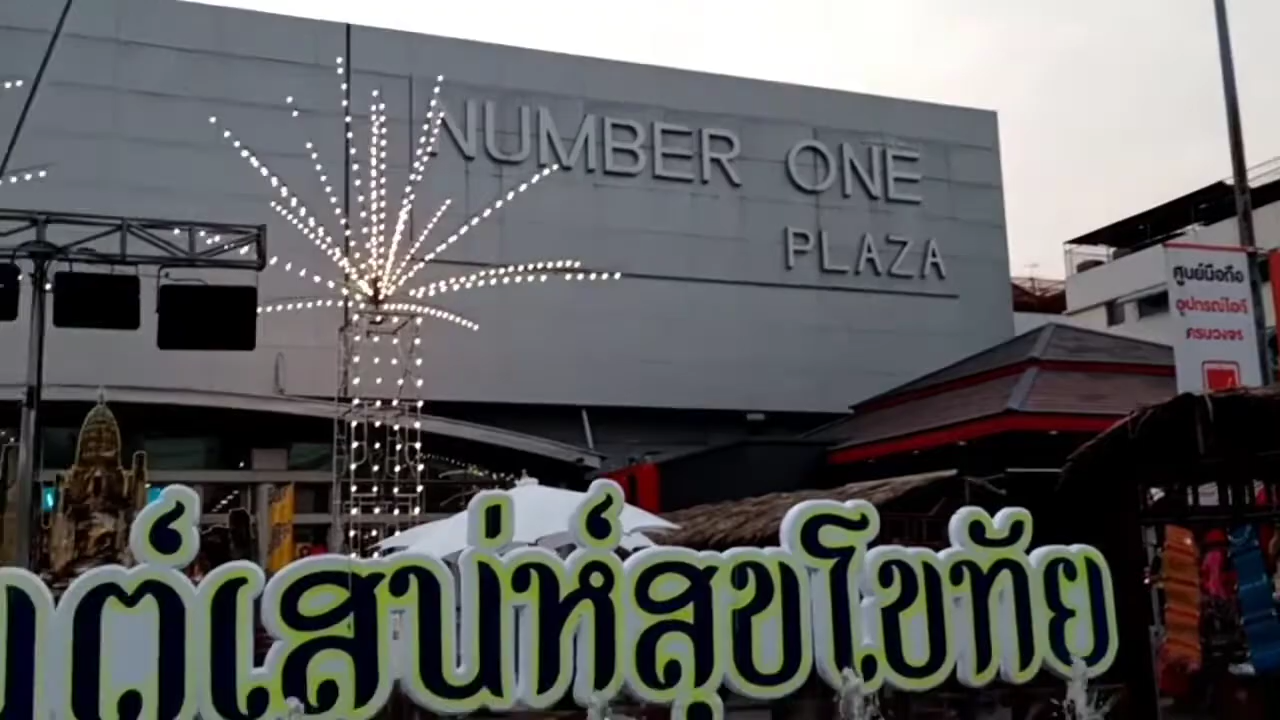 NUMBER ONE
PLAZA
ศูนย์มือถือ
อุปกรณ์ไอที
ครบวงจร
ต์เสน่ห์สุขโขทัย